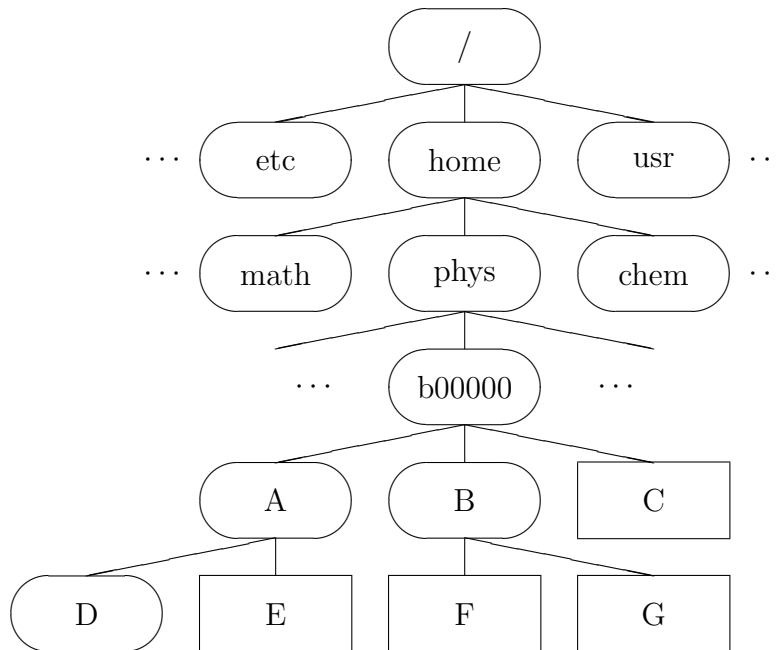 /
··· etc home usr ··
··· math phys chem ··
··· b00000 ···
A B C
D E F G